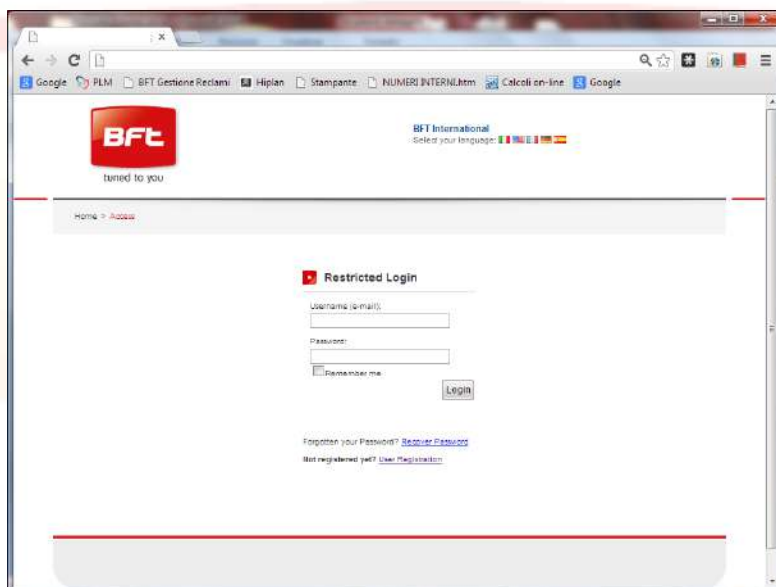 Google PLM BFT Gestione Reclami Hiplan Stampante NUMERI INTERNI.htm Calcoli on-line Google
BFT
tuned to you
BFT International
Select your language:
Home > Access
Restricted Login
Username (e-mail):
Password:
Remember me
Login
Forgotten your Password? Recover Password
Not registered yet? User Registration